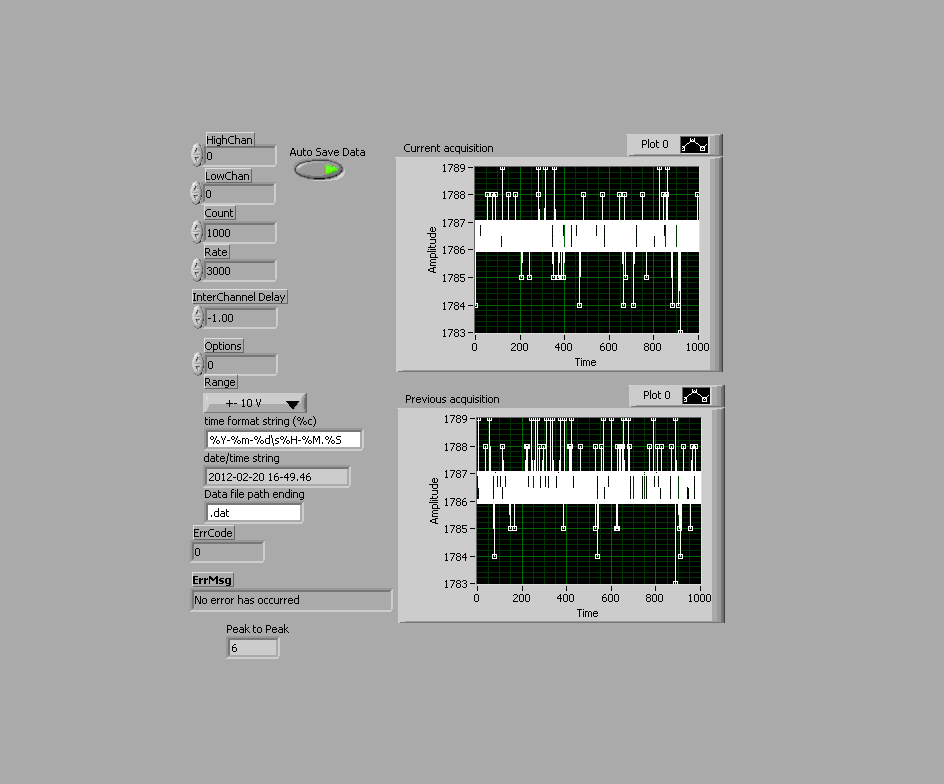 HighChan
0
Auto Save Data
LowChan
0
Count
1000
Rate
3000
InterChannel Delay
-1.00
Options
0
Range
+- 10 V
time format string (%c)
%Y-%m-%d\s%H-%M.%S
date/time string
2012-02-20 16-49.46
Data file path ending
.dat
ErrCode
0
ErrMsg
No error has occurred
Peak to Peak
6
Current acquisition
Plot 0
Amplitude
1789
1788
1787
1786
1785
1784
1783
0 200 400 600 800 1000
Time
Previous acquisition
Plot 0
Amplitude
1789
1788
1787
1786
1785
1784
1783
0 200 400 600 800 1000
Time